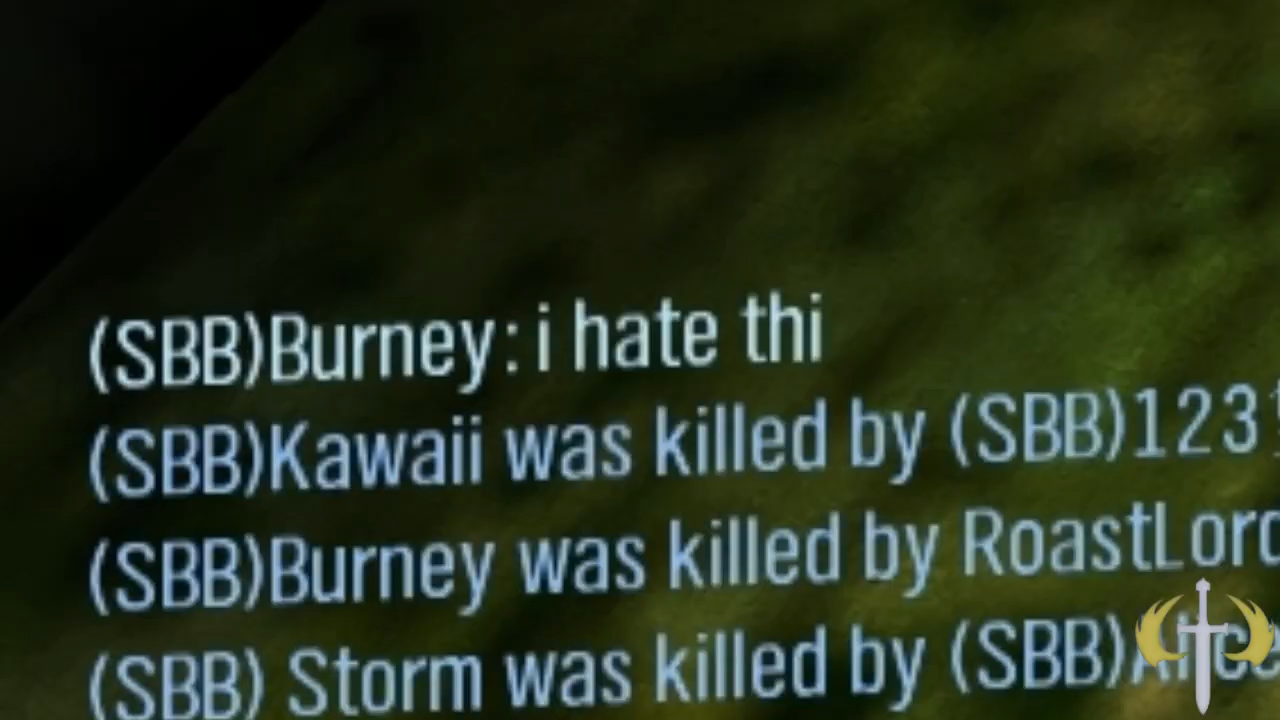 (SBB)Burney: i hate thi
(SBB)Kawaii was killed by (SBB)123
(SBB)Burney was killed by RoastLord
(SBB) Storm was killed by (SBB)